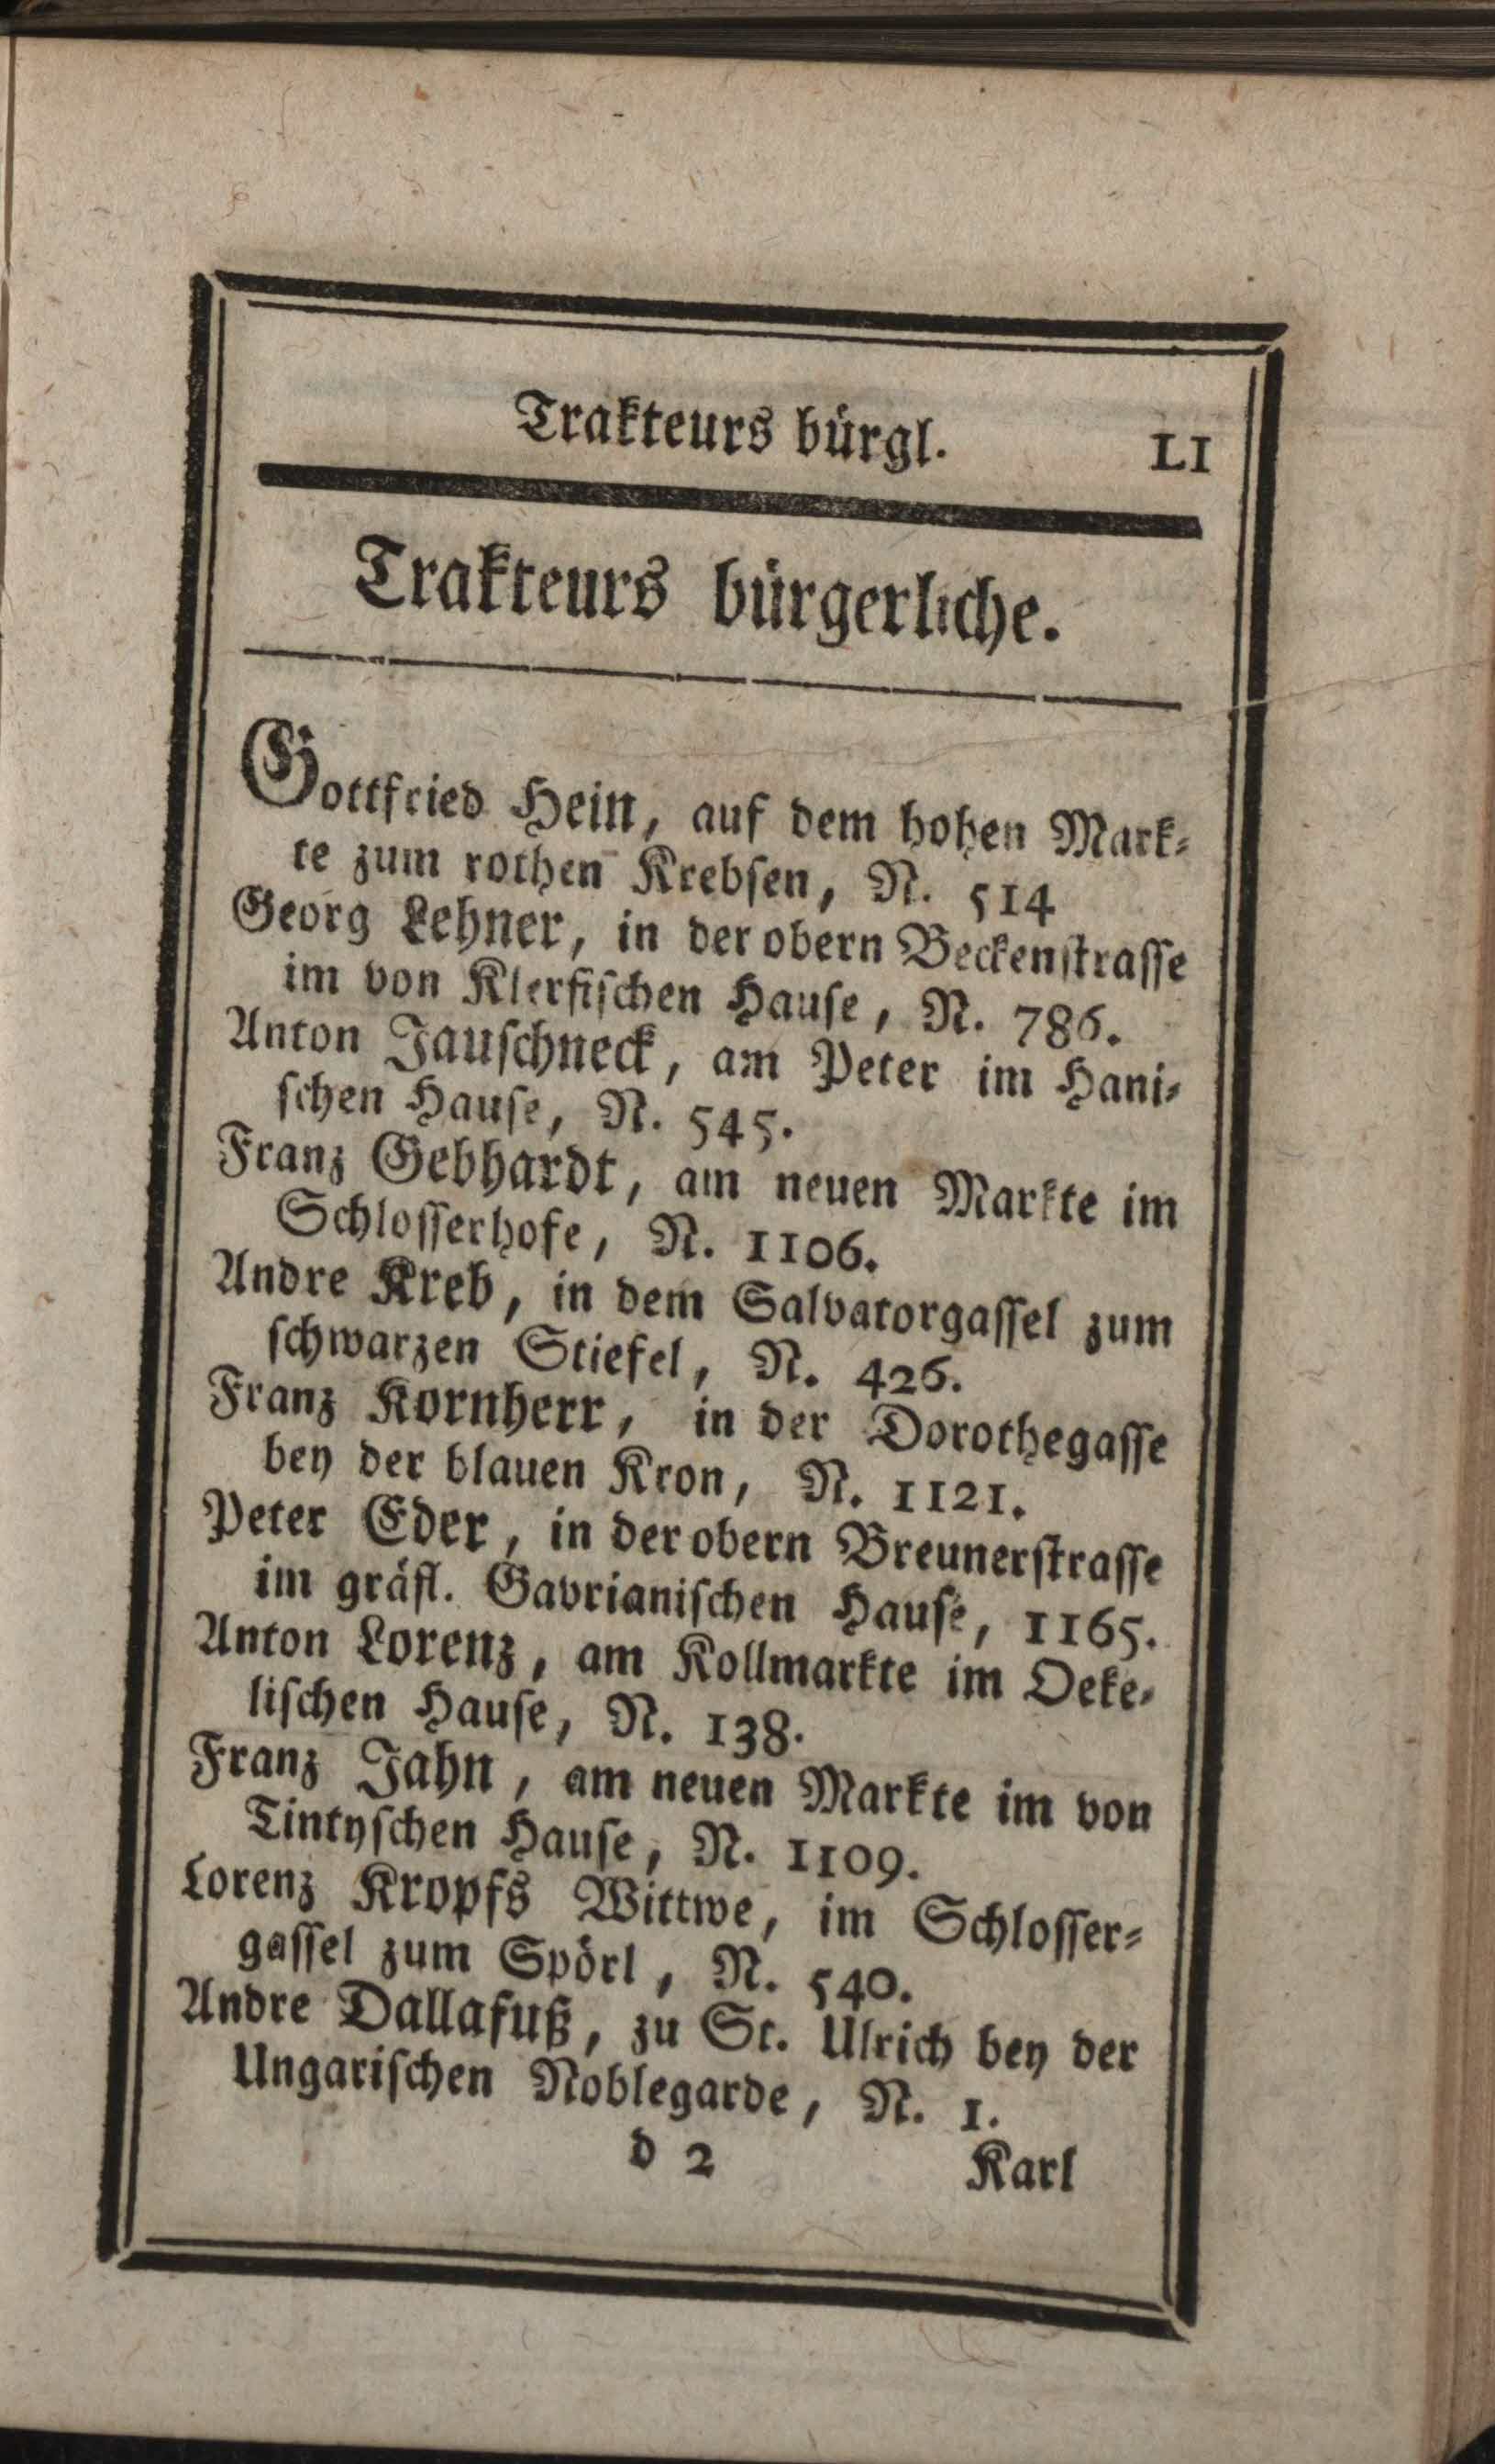 Trakteurs bürgl. LI
Trakteurs bürgerliche.
Gottfried Hein, auf dem hohen Mark-
te zum rothen Krebsen, N. 514
Georg Lehner, in der obern Beckenstrasse
im von Klerfischen Hause, N. 786.
Anton Jauschneck, am Peter im Hani-
schen Hause, N. 545.
Franz Gebhardt, am neuen Markte im
Schlosserhofe, N. 1106.
Andre Kreb, in dem Salvatorgassel zum
schwarzen Stiefel, N. 426.
Franz Kornherr, in der Dorothegasse
bey der blauen Kron, N. 1121.
Peter Eder, in der obern Breunerstrasse
im gräfl. Gavrianischen Hause, 1165.
Anton Lorenz, am Kollmarkte im Oeke-
lischen Hause, N. 138.
Franz Jahn, am neuen Markte im von
Tintyschen Hause, N. 1109.
Lorenz Kropfs Wittwe, im Schlosser-
gassel zum Spörl, N. 540.
Andre Dallafuß, zu St. Ulrich bey der
Ungarischen Noblegarde, N. 1.
d 2 Karl